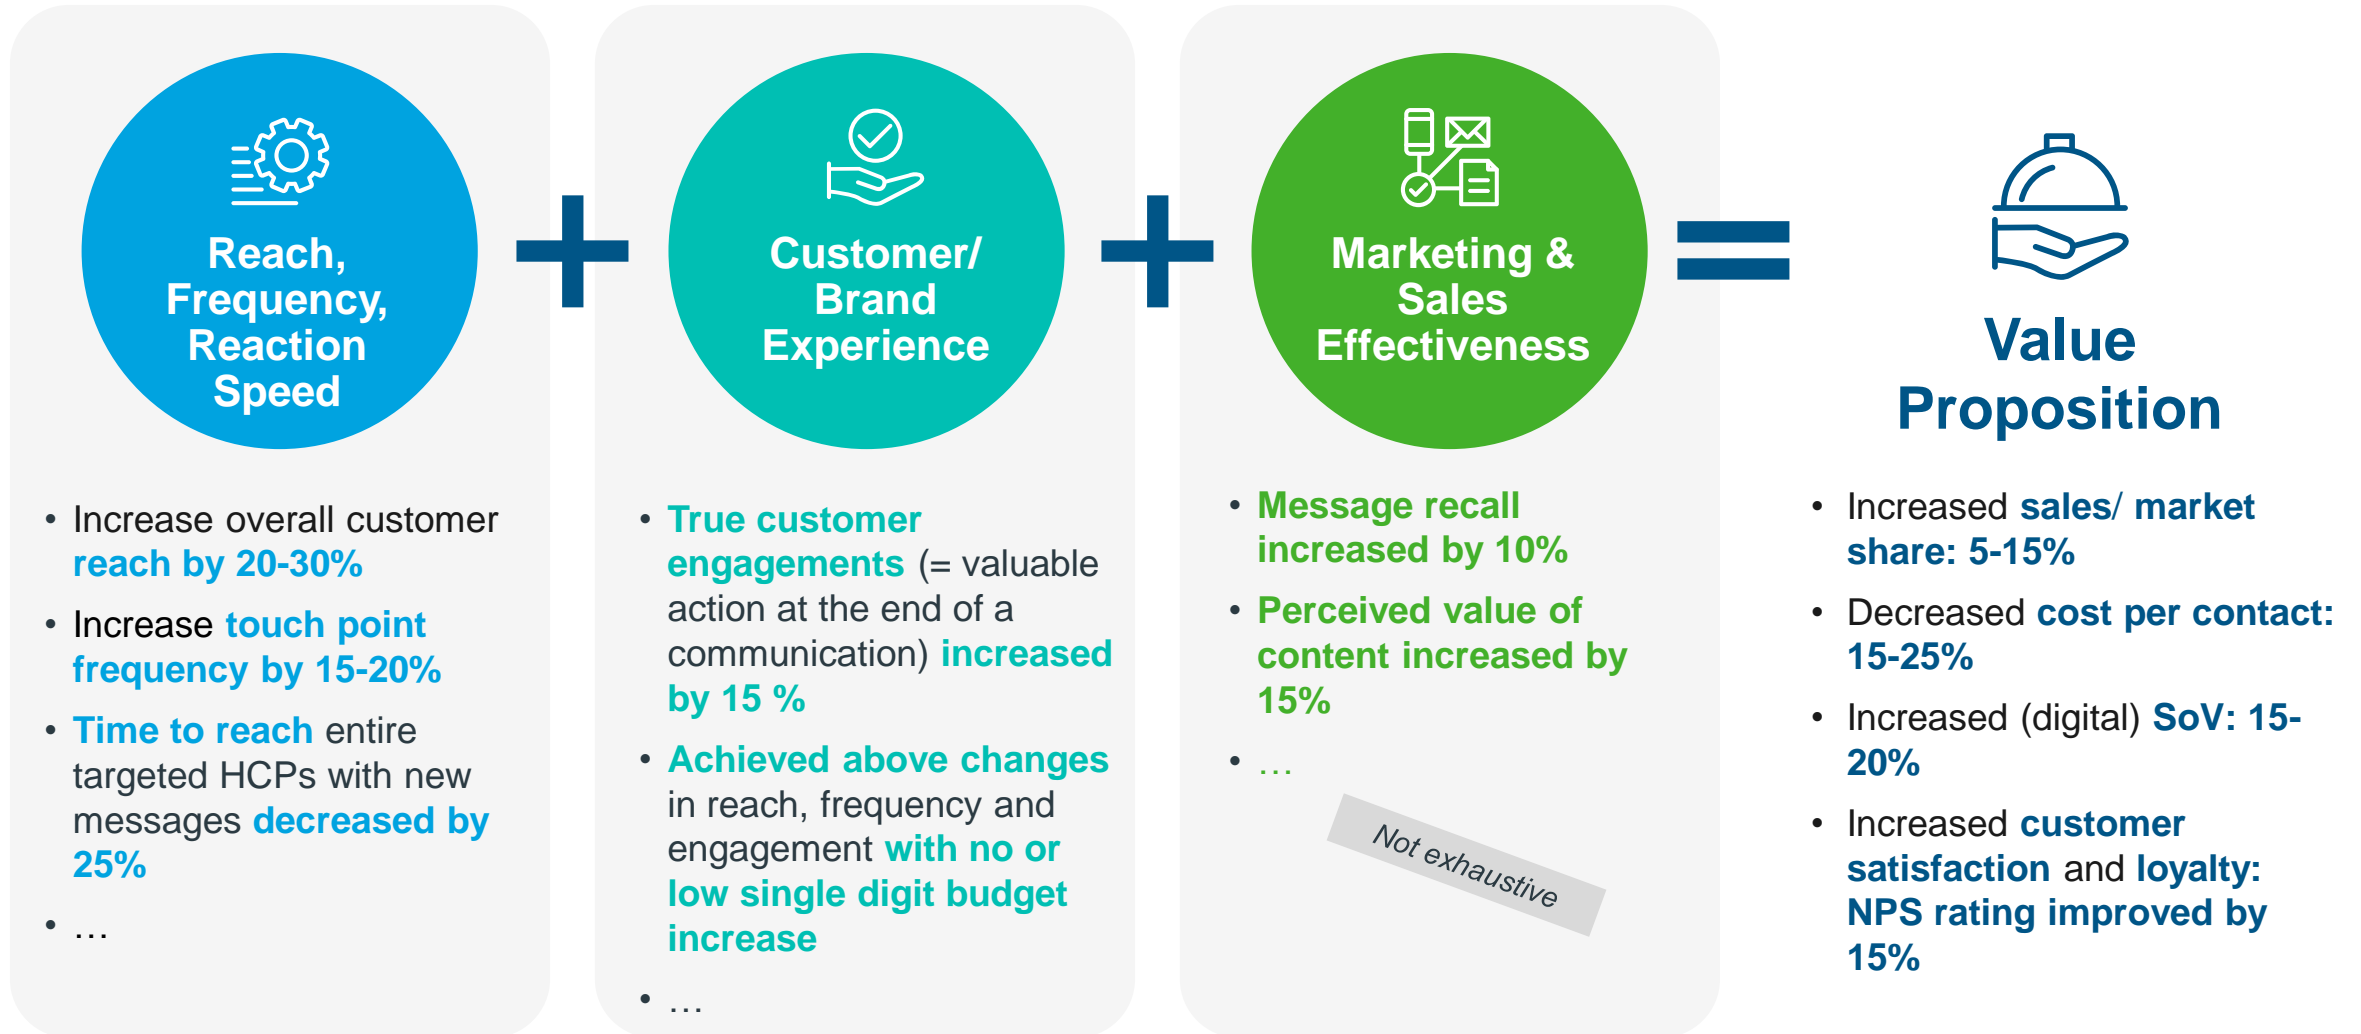 Reach,
Frequency,
Reaction
Speed
• Increase overall customer
reach by 20-30%
• Increase touch point
frequency by 15-20%
• Time to reach entire
targeted HCPs with new
messages decreased by
25%
• …
+
Customer/
Brand
Experience
• True customer
engagements (= valuable
action at the end of a
communication) increased
by 15 %
• Achieved above changes
in reach, frequency and
engagement with no or
low single digit budget
increase
• …
+
Marketing &
Sales
Effectiveness
• Message recall
increased by 10%
• Perceived value of
content increased by
15%
• …
Not exhaustive
=
Value
Proposition
• Increased sales/ market
share: 5-15%
• Decreased cost per contact:
15-25%
• Increased (digital) SoV: 15-
20%
• Increased customer
satisfaction and loyalty:
NPS rating improved by
15%